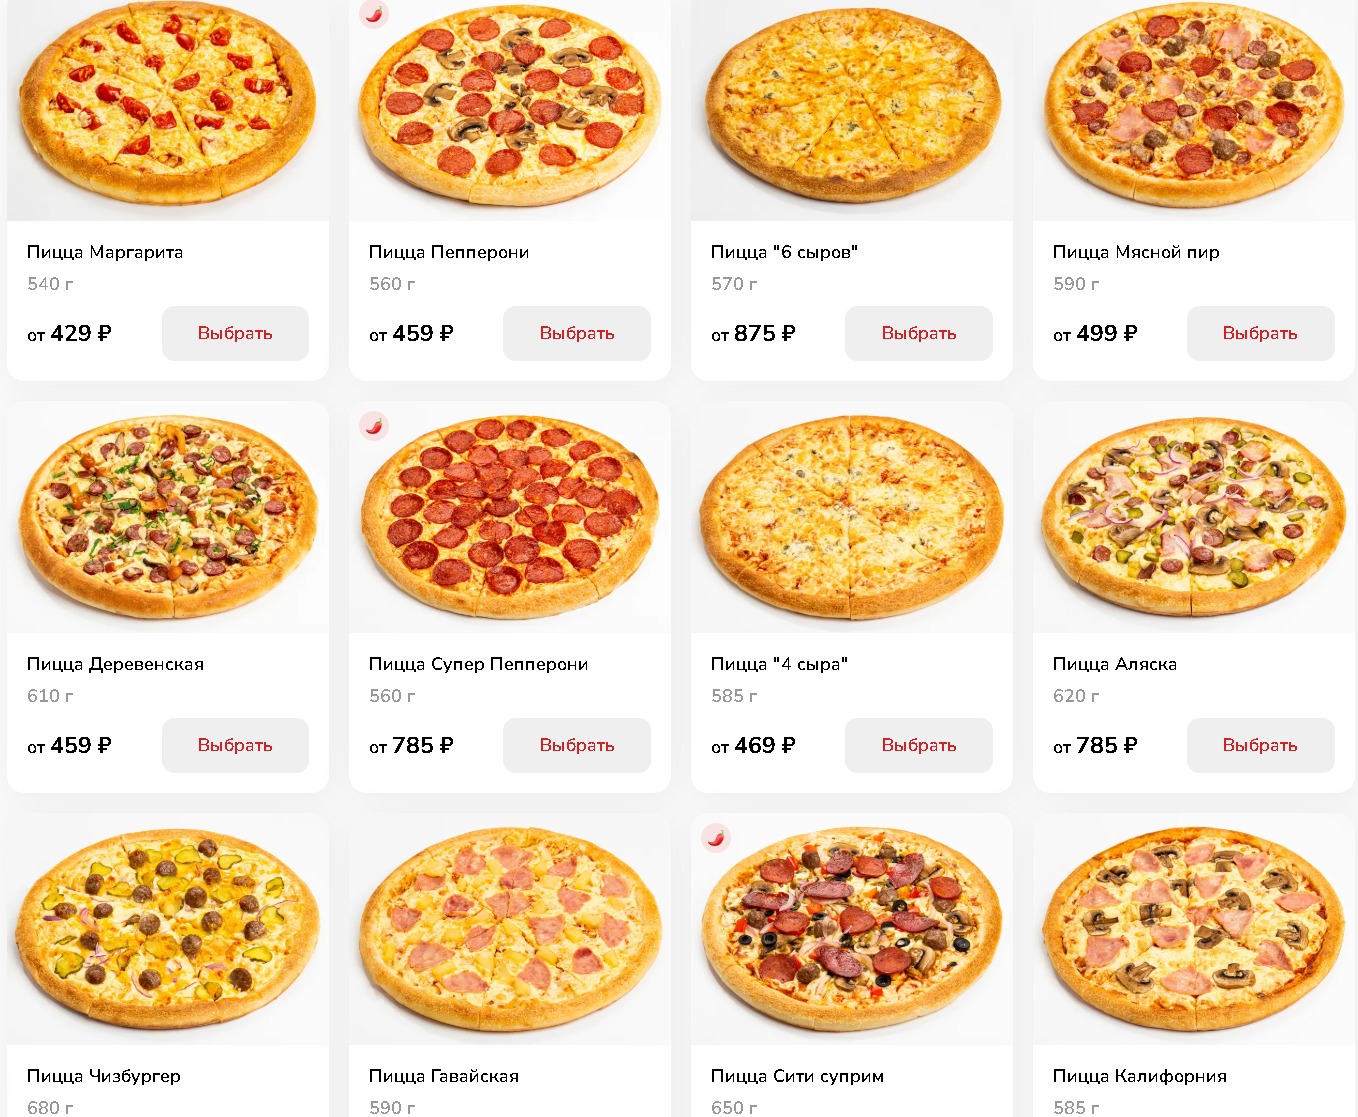 Пицца Маргарита
540 г
от 429 ₽
Выбрать
Пицца Пепперони
560 г
от 459 ₽
Выбрать
Пицца "6 сыров"
570 г
от 875 ₽
Выбрать
Пицца Мясной пир
590 г
от 499 ₽
Выбрать
Пицца Деревенская
610 г
от 459 ₽
Выбрать
Пицца Супер Пепперони
560 г
от 785 ₽
Выбрать
Пицца "4 сыра"
585 г
от 469 ₽
Выбрать
Пицца Аляска
620 г
от 785 ₽
Выбрать
Пицца Чизбургер
680 г
Пицца Гавайская
590 г
Пицца Сити суприм
650 г
Пицца Калифорния
585 г